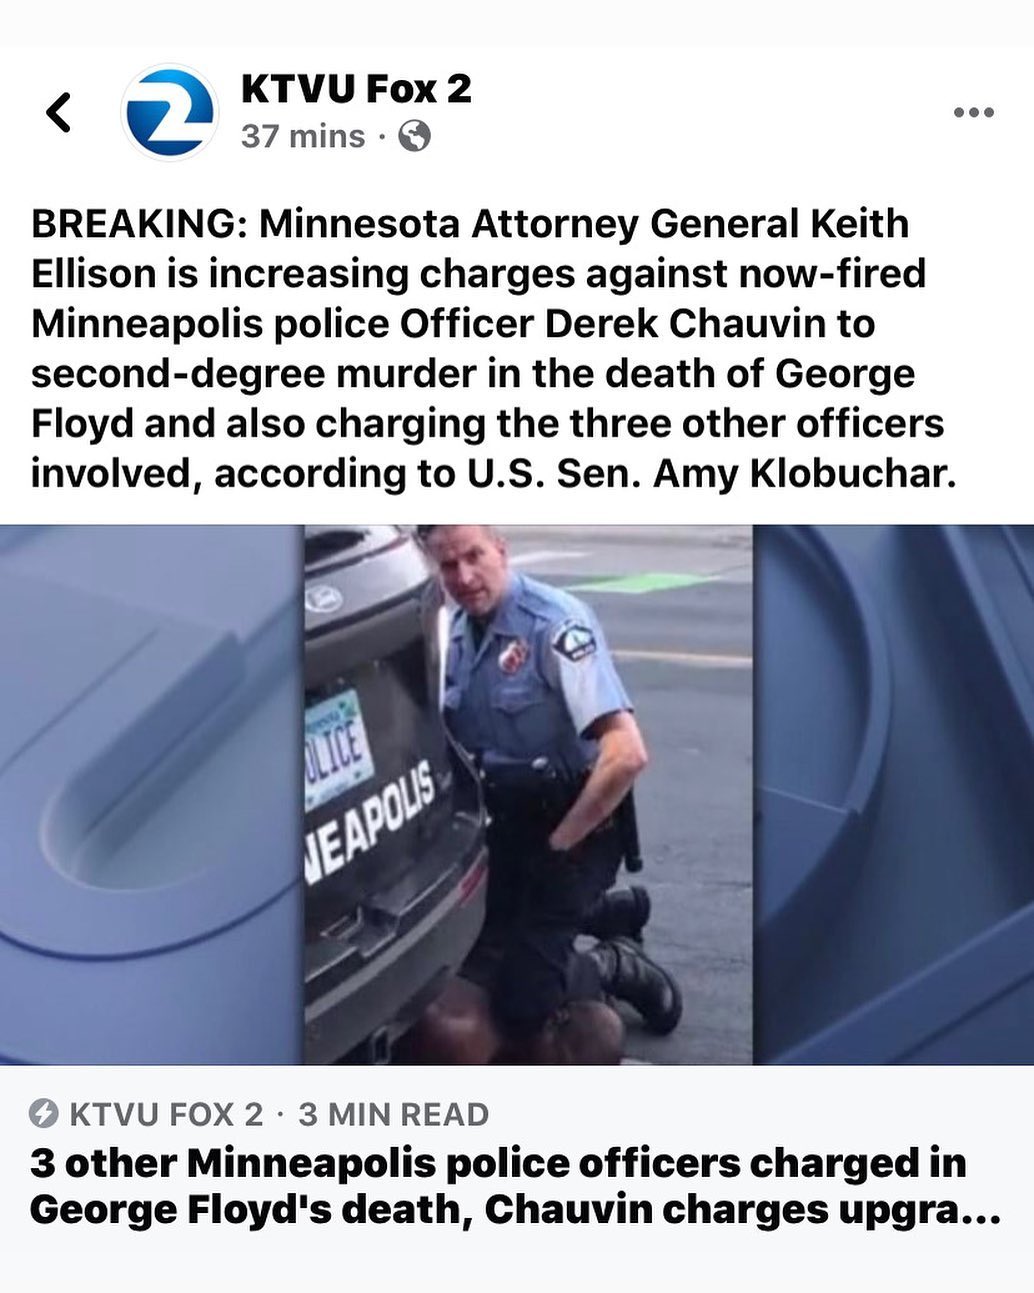 KTVU Fox 2
37 mins ·
BREAKING: Minnesota Attorney General Keith
Ellison is increasing charges against now-fired
Minneapolis police Officer Derek Chauvin to
second-degree murder in the death of George
Floyd and also charging the three other officers
involved, according to U.S. Sen. Amy Klobuchar.
OLICE
NEAPOLIS
KTVU FOX 2 · 3 MIN READ
3 other Minneapolis police officers charged in
George Floyd's death, Chauvin charges upgra...